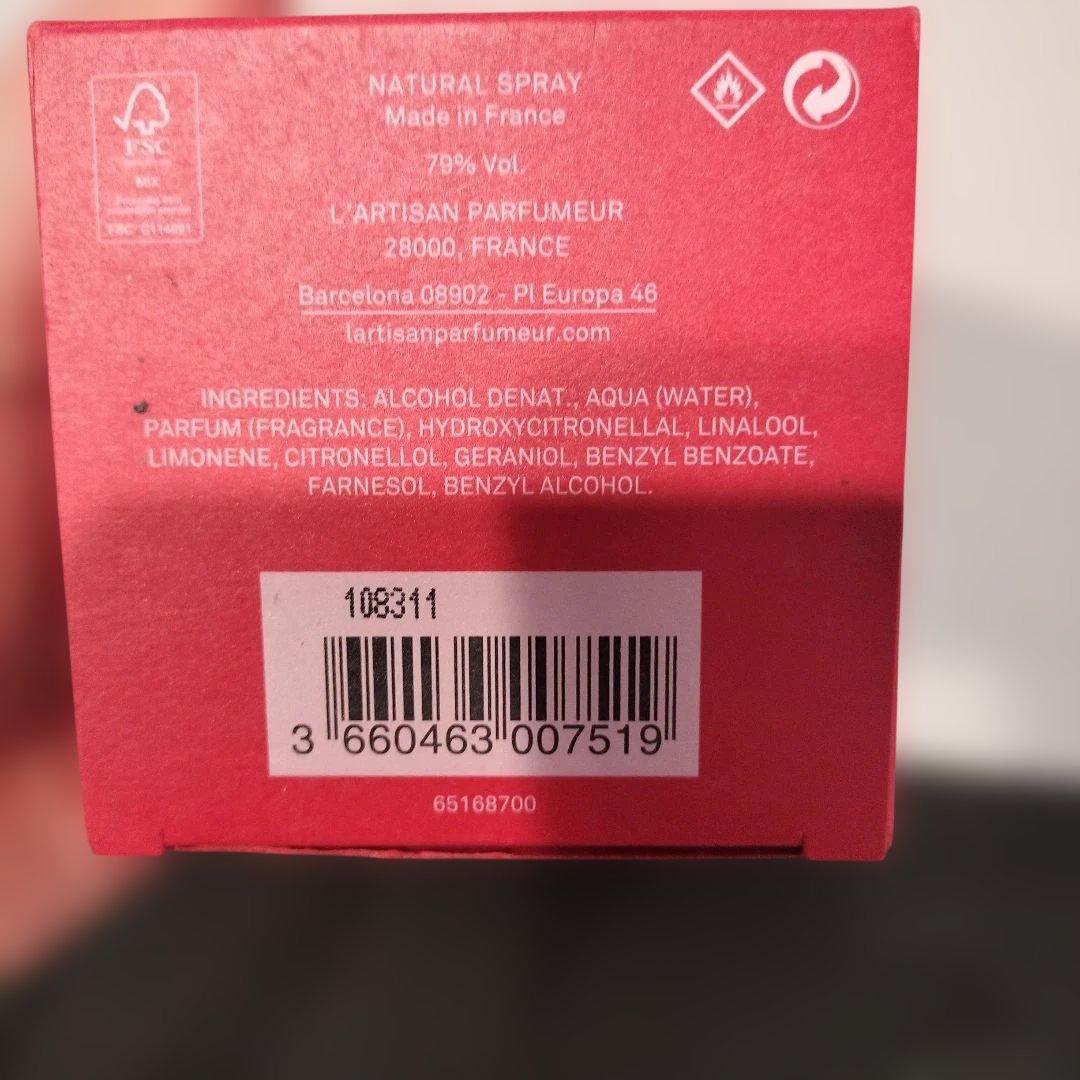 FSC
MIX
FSC C114691
NATURAL SPRAY
Made in France
79% Vol.
L'ARTISAN PARFUMEUR
28000, FRANCE
Barcelona 08902 - Pl Europa 46
lartisanparfumeur.com
INGREDIENTS: ALCOHOL DENAT., AQUA (WATER),
PARFUM (FRAGRANCE), HYDROXYCITRONELLAL, LINALOOL,
LIMONENE, CITRONELLOL, GERANIOL, BENZYL BENZOATE,
FARNESOL, BENZYL ALCOHOL.
108311
3 660463 007519
65168700